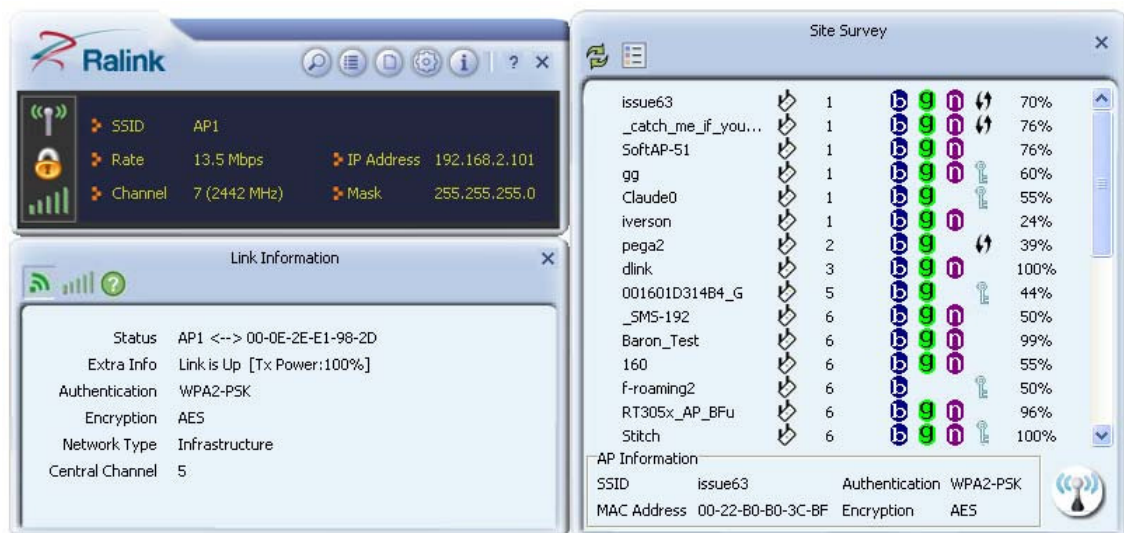 Ralink
? ×
SSID AP1
Rate 13.5 Mbps IP Address 192.168.2.101
Channel 7 (2442 MHz) Mask 255.255.255.0
Link Information
Status AP1 <--> 00-0E-2E-E1-98-2D
Extra Info Link is Up [Tx Power:100%]
Authentication WPA2-PSK
Encryption AES
Network Type Infrastructure
Central Channel 5
Site Survey
issue63 1 b g n 70%
_catch_me_if_you... 1 b g n 76%
SoftAP-51 1 b g n 76%
gg 1 b g n 60%
Claude0 1 b g 55%
iverson 1 b g n 24%
pega2 2 b g 39%
dlink 3 b g n 100%
001601D314B4_G 5 b g 44%
_SMS-192 6 b g n 50%
Baron_Test 6 b g n 99%
160 6 b g n 55%
f-roaming2 6 b 50%
RT305x_AP_BFu 6 b g n 96%
Stitch 6 b g n 100%
AP Information
SSID issue63 Authentication WPA2-PSK
MAC Address 00-22-B0-B0-3C-BF Encryption AES